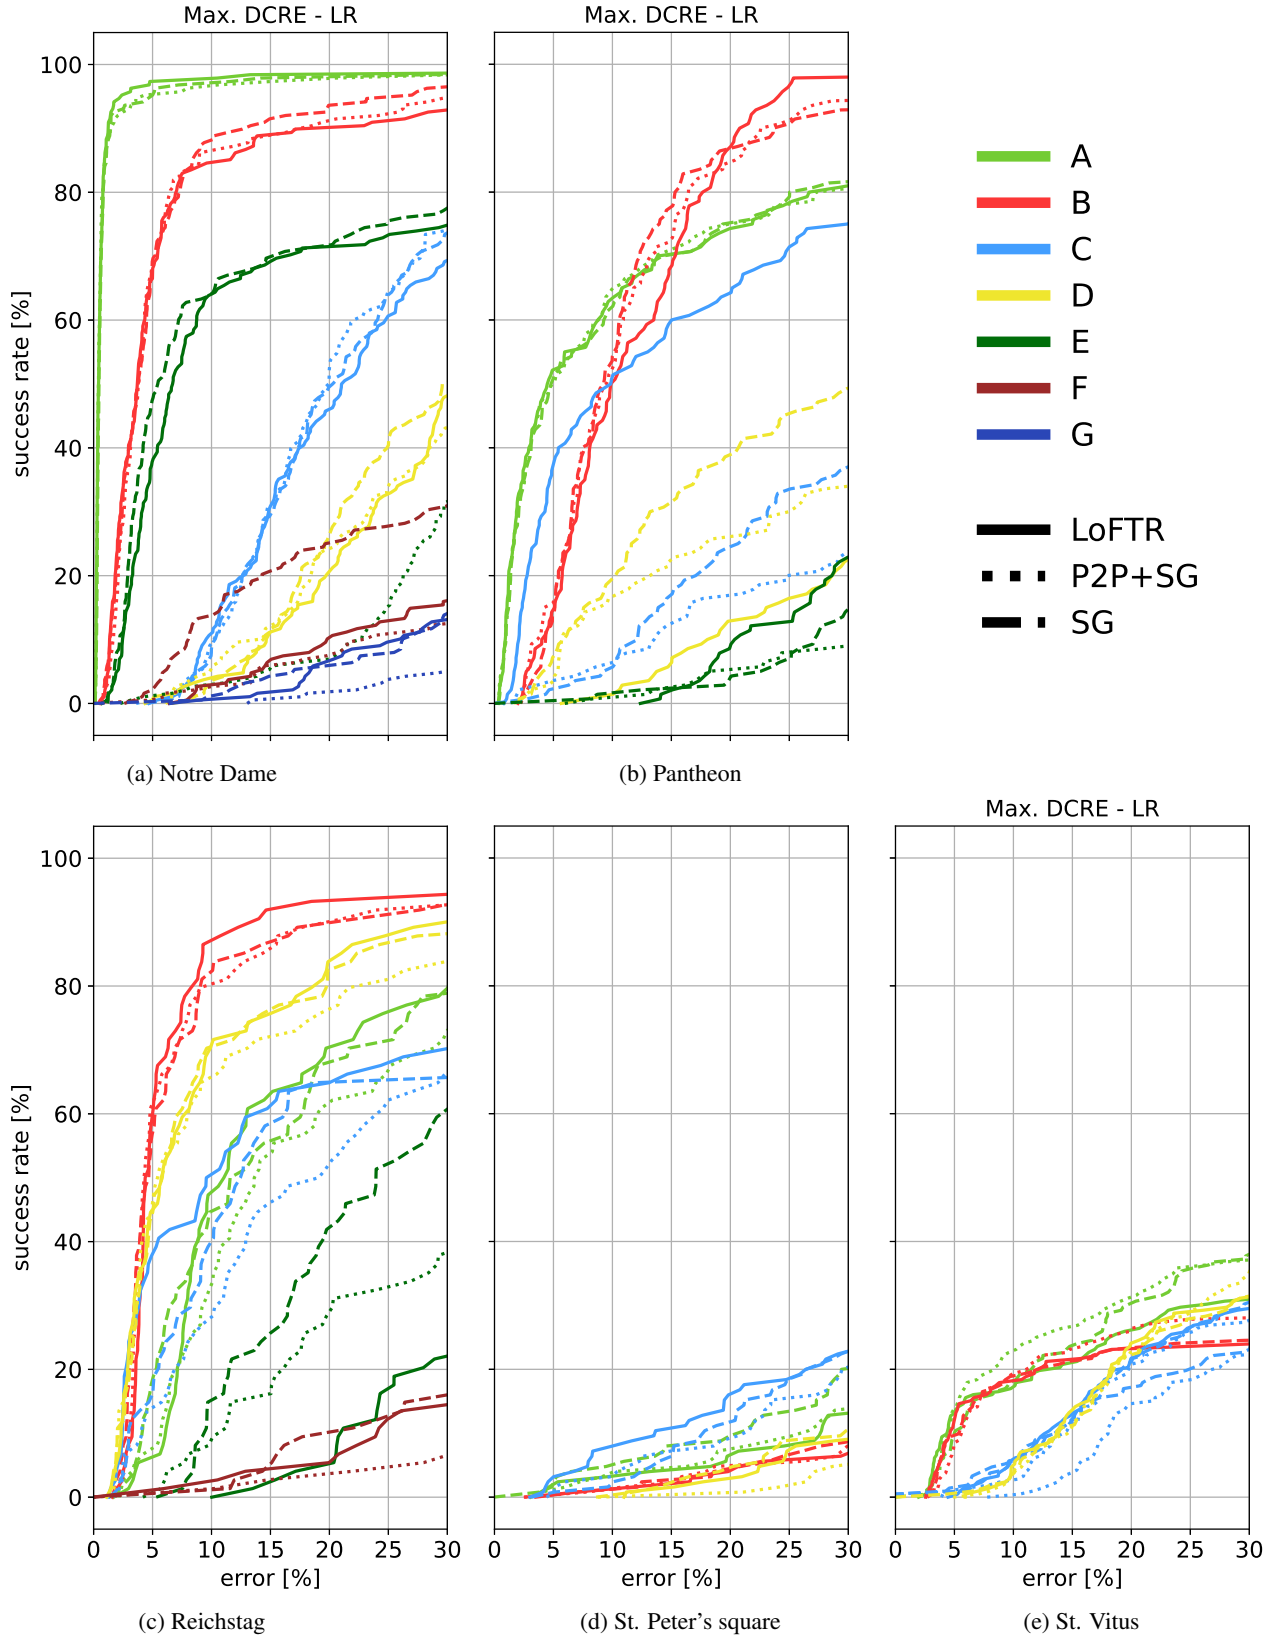 Max. DCRE - LR
Max. DCRE - LR
100
80
60
40
20
0
success rate [%]
A
B
C
D
E
F
G
LoFTR
P2P+SG
SG
(a) Notre Dame
(b) Pantheon
Max. DCRE - LR
100
80
60
40
20
0
success rate [%]
0 5 10 15 20 25 30
0 5 10 15 20 25 30
0 5 10 15 20 25 30
error [%]
error [%]
error [%]
(c) Reichstag
(d) St. Peter's square
(e) St. Vitus